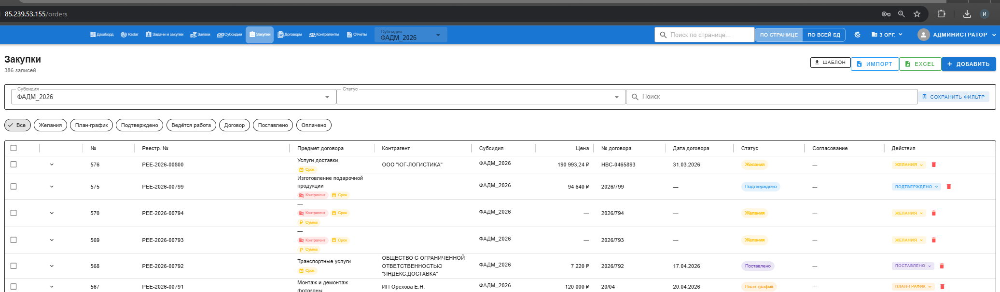 85.239.53.155/orders
И
Дашборд Radar Задачи и закупки Заявки Субсидии Закупки Договоры Контрагенты Отчёты
Субсидия
ФАДМ_2026
Поиск по странице... ПО СТРАНИЦЕ ПО ВСЕЙ БД 3 ОРГ. АДМИНИСТРАТОР
Закупки
386 записей
ШАБЛОН ИМПОРТ EXCEL + ДОБАВИТЬ
Субсидия
ФАДМ_2026
Статус
Поиск
СОХРАНИТЬ ФИЛЬТР
Все Желания План-график Подтверждено Ведётся работа Договор Поставлено Оплачено
№ Реестр. № Предмет договора Контрагент Субсидия Цена № договора Дата договора Статус Согласование Действия
576 РЕЕ-2026-00800 Услуги доставки ООО "ЮГ-ЛОГИСТИКА" ФАДМ_2026 190 993,24 ₽ НВС-0465893 31.03.2026 Желания — ЖЕЛАНИЯ
Срок
575 РЕЕ-2026-00799 Изготовление подарочной
продукции ФАДМ_2026 94 640 ₽ 2026/799 — Подтверждено — ПОДТВЕРЖДЕНО
Контрагент Срок
570 РЕЕ-2026-00794 — ФАДМ_2026 — 2026/794 — Желания — ЖЕЛАНИЯ
Контрагент Срок
₽ Сумма
569 РЕЕ-2026-00793 — ФАДМ_2026 — 2026/793 — Желания — ЖЕЛАНИЯ
Контрагент Срок
₽ Сумма
568 РЕЕ-2026-00792 Транспортные услуги ОБЩЕСТВО С ОГРАНИЧЕННОЙ
ОТВЕТСТВЕННОСТЬЮ
"ЯНДЕКС.ДОСТАВКА" ФАДМ_2026 7 220 ₽ 2026/792 17.04.2026 Поставлено — ПОСТАВЛЕНО
Срок
567 РЕЕ-2026-00791 Монтаж и демонтаж
фотозоны ИП Орехова Е.Н. ФАДМ_2026 120 000 ₽ 20/04 20.04.2026 План-график — ПЛАН-ГРАФИК